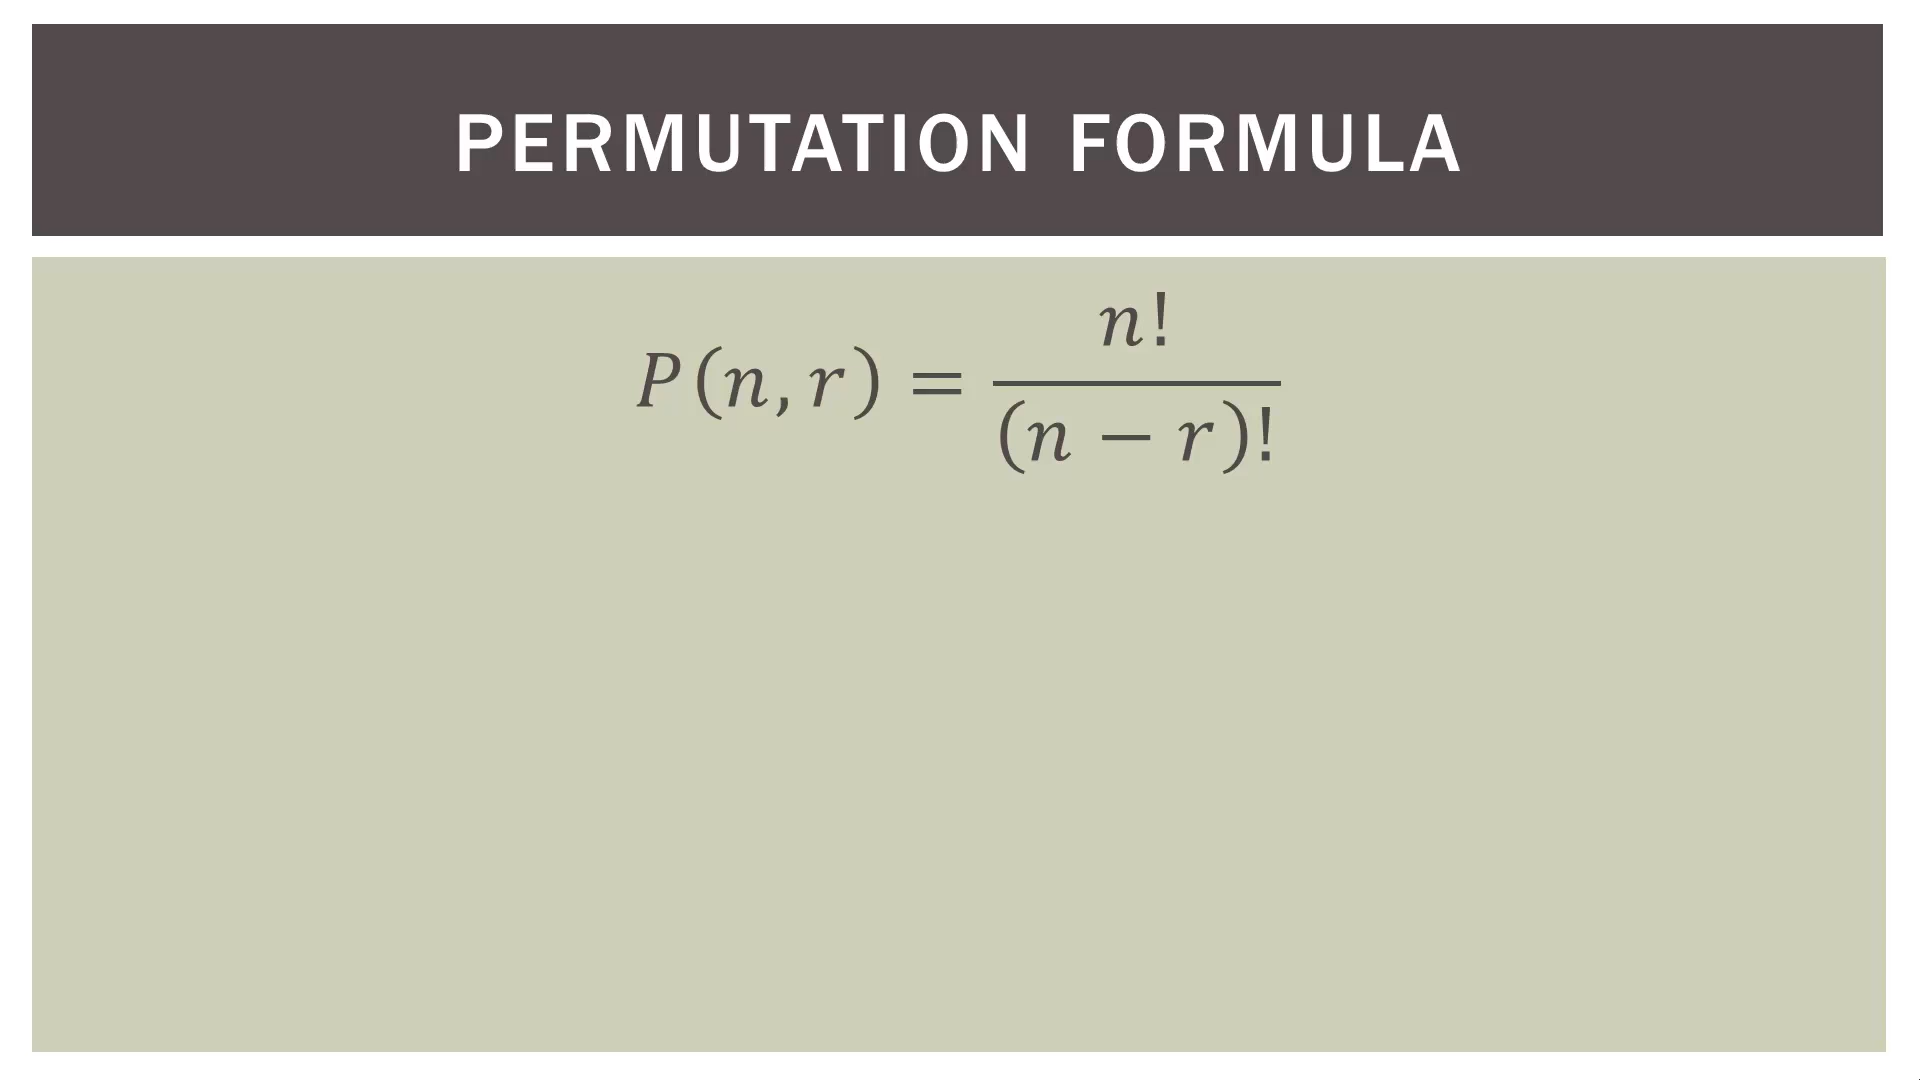 PERMUTATION FORMULA
P(n, r) = n! / (n − r)!